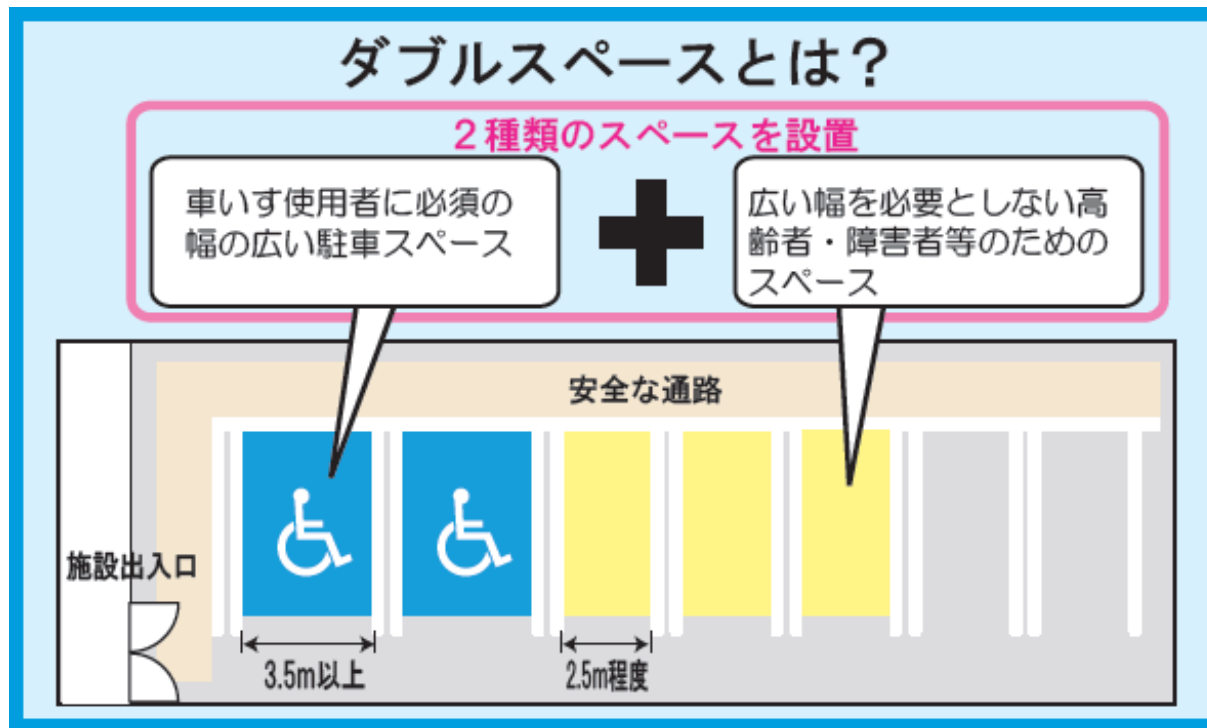 ダブルスペースとは？
２種類のスペースを設置
車いす使用者に必須の
幅の広い駐車スペース
広い幅を必要としない高
齢者・障害者等のための
スペース
安全な通路
施設出入口
3.5m以上
2.5m程度